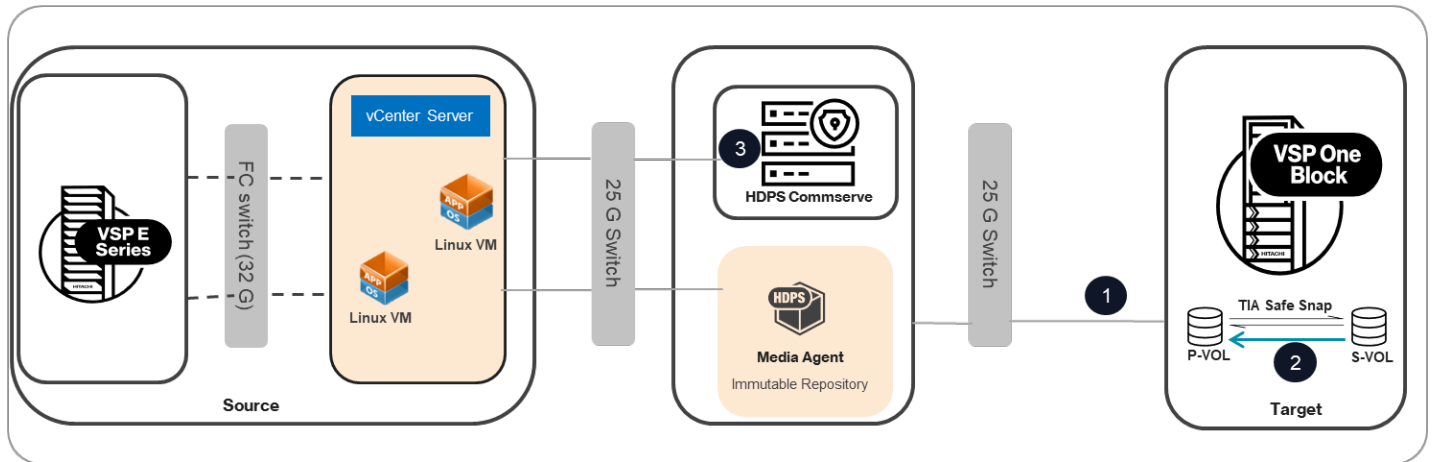 VSP E
Series
HITACHI
FC switch (32 G)
vCenter Server
APP
OS
Linux VM
APP
OS
Linux VM
Source
25 G Switch
3
HDPS Commserve
HDPS
Media Agent
Immutable Repository
25 G Switch
1
VSP One
Block
HITACHI
TIA Safe Snap
P-VOL
2
S-VOL
Target